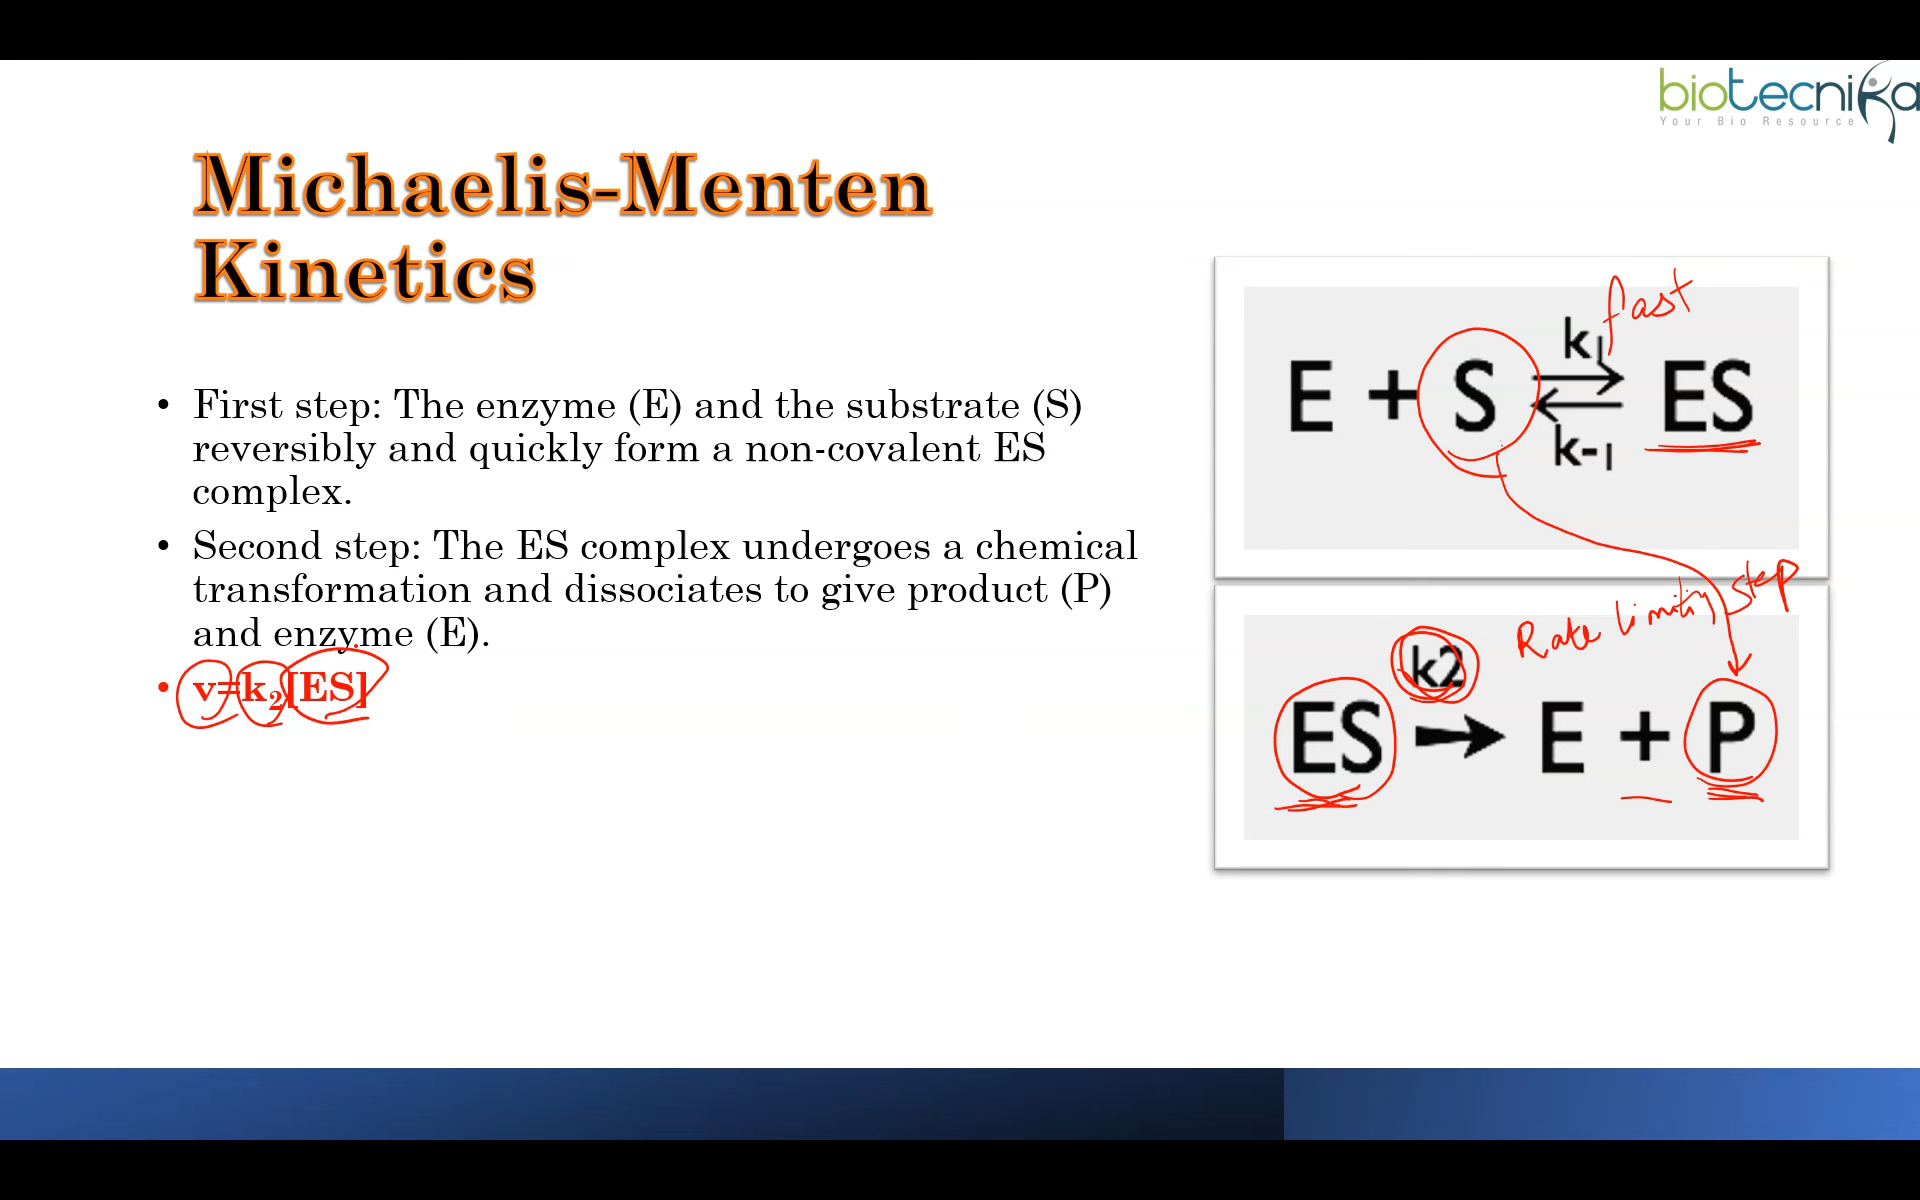 biotecnika
Your Bio Resource
Michaelis-Menten
Kinetics
• First step: The enzyme (E) and the substrate (S)
reversibly and quickly form a non-covalent ES
complex.
• Second step: The ES complex undergoes a chemical
transformation and dissociates to give product (P)
and enzyme (E).
• v=k₂[ES]
fast
k₁
E + S ⇌ ES
k-₁
Rate limiting step
k2
ES → E + P